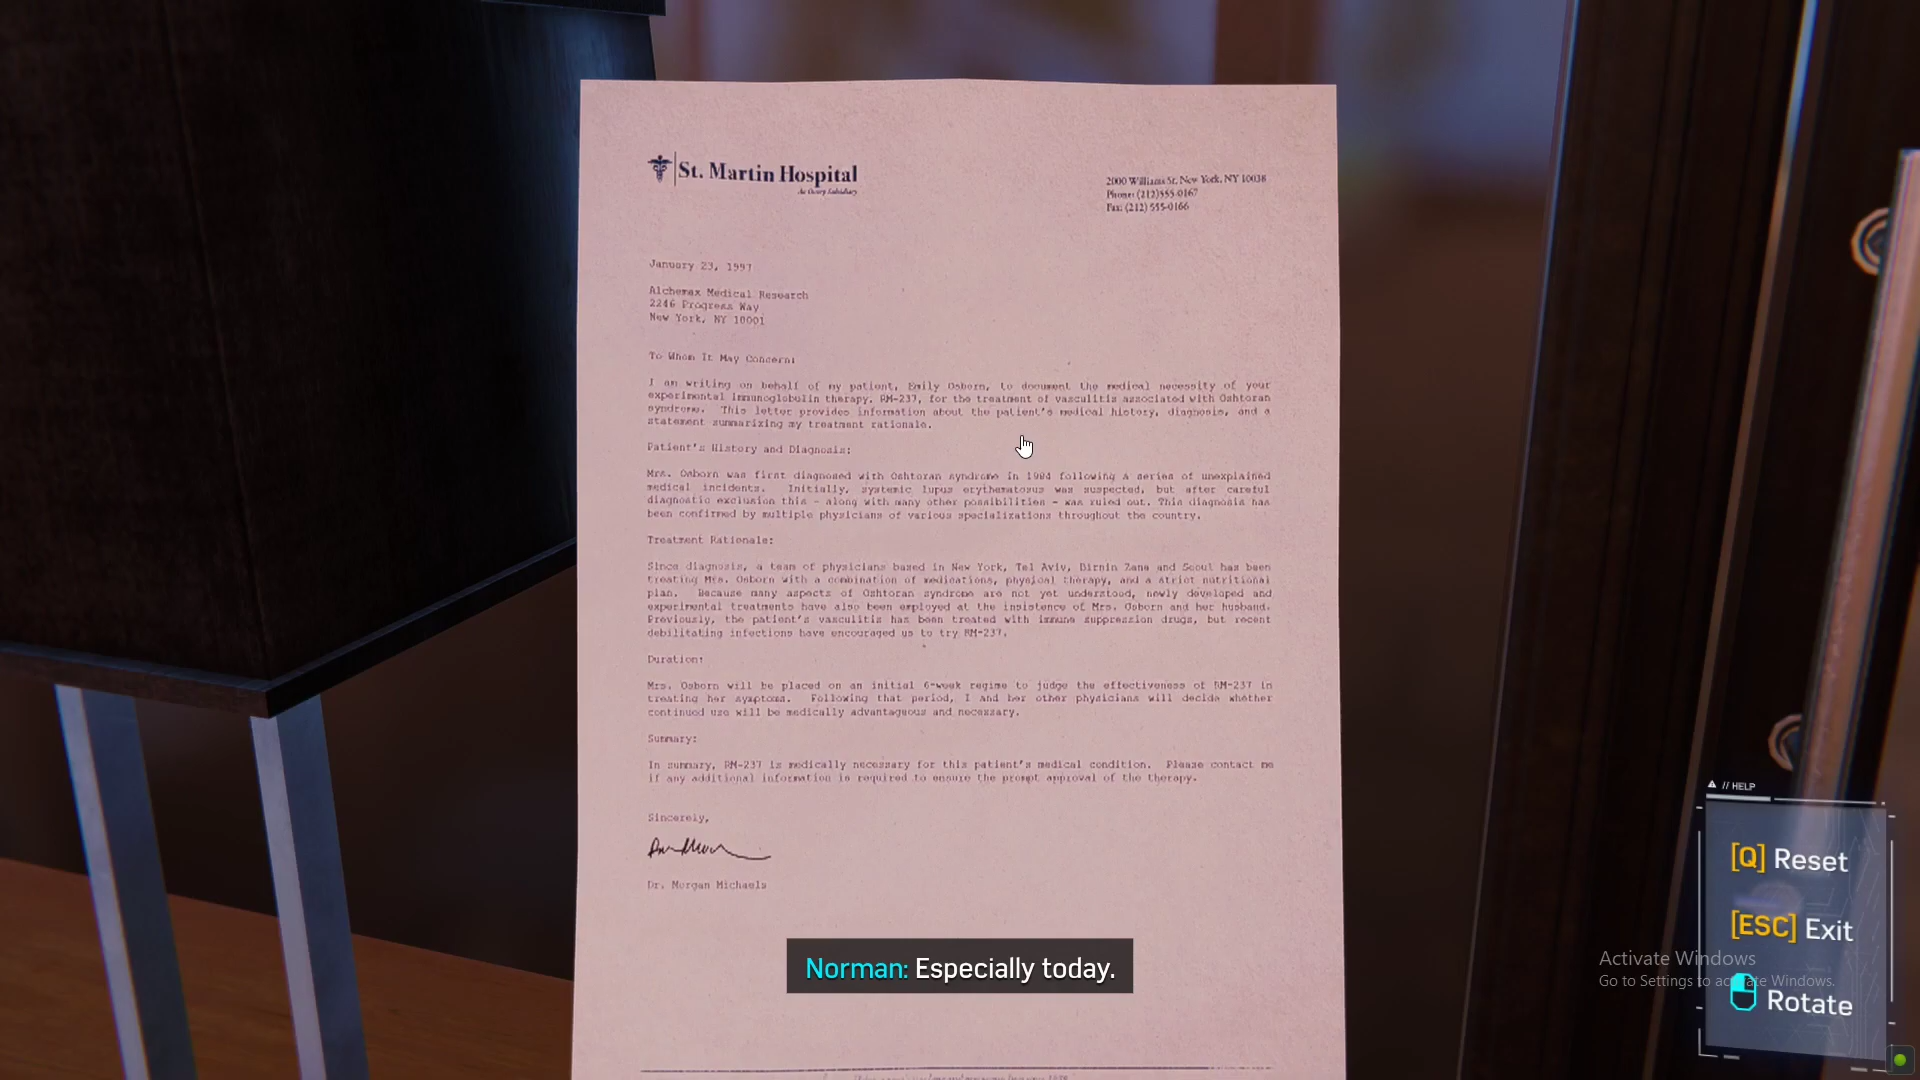 St. Martin Hospital
2000 Williams St. New York, NY 10038
Phone: (212)555-0167
Fax: (212) 555-0166
January 23, 1997
Alchemax Medical Research
2246 Progress Way
New York, NY 10001
To Whom It May Concern:
I am writing on behalf of my patient, Emily Osborn, to document the medical necessity of your
experimental immunoglobulin therapy, RM-237, for the treatment of vasculitis associated with Oshtoran
syndrome. This letter provides information about the patient's medical history, diagnosis, and a
statement summarizing my treatment rationale.
Patient's History and Diagnosis:
Mrs. Osborn was first diagnosed with Oshtoran syndrome in 1994 following a series of unexplained
medical incidents. Initially, systemic lupus erythematosus was suspected, but after careful
diagnostic exclusion this - along with many other possibilities - was ruled out. This diagnosis has
been confirmed by multiple physicians of various specializations throughout the country.
Treatment Rationale:
Since diagnosis, a team of physicians based in New York, Tel Aviv, Birnin Zana and Seoul has been
treating Mrs. Osborn with a combination of medications, physical therapy, and a strict nutritional
plan. Because many aspects of Oshtoran syndrome are not yet understood, newly developed and
experimental treatments have also been employed at the insistence of Mrs. Osborn and her husband.
Previously, the patient's vasculitis has been treated with immune suppression drugs, but recent
debilitating infections have encouraged us to try RM-237.
Duration:
Mrs. Osborn will be placed on an initial 6-week regime to judge the effectiveness of RM-237 in
treating her symptoms. Following that period, I and her other physicians will decide whether
continued use will be medically advantageous and necessary.
Summary:
In summary, RM-237 is medically necessary for this patient's medical condition. Please contact me
if any additional information is required to ensure the prompt approval of the therapy.
Sincerely,
Dr. Morgan Michaels
Norman: Especially today.
// HELP
[Q] Reset
[ESC] Exit
Activate Windows
Go to Settings to activate Windows.
Rotate